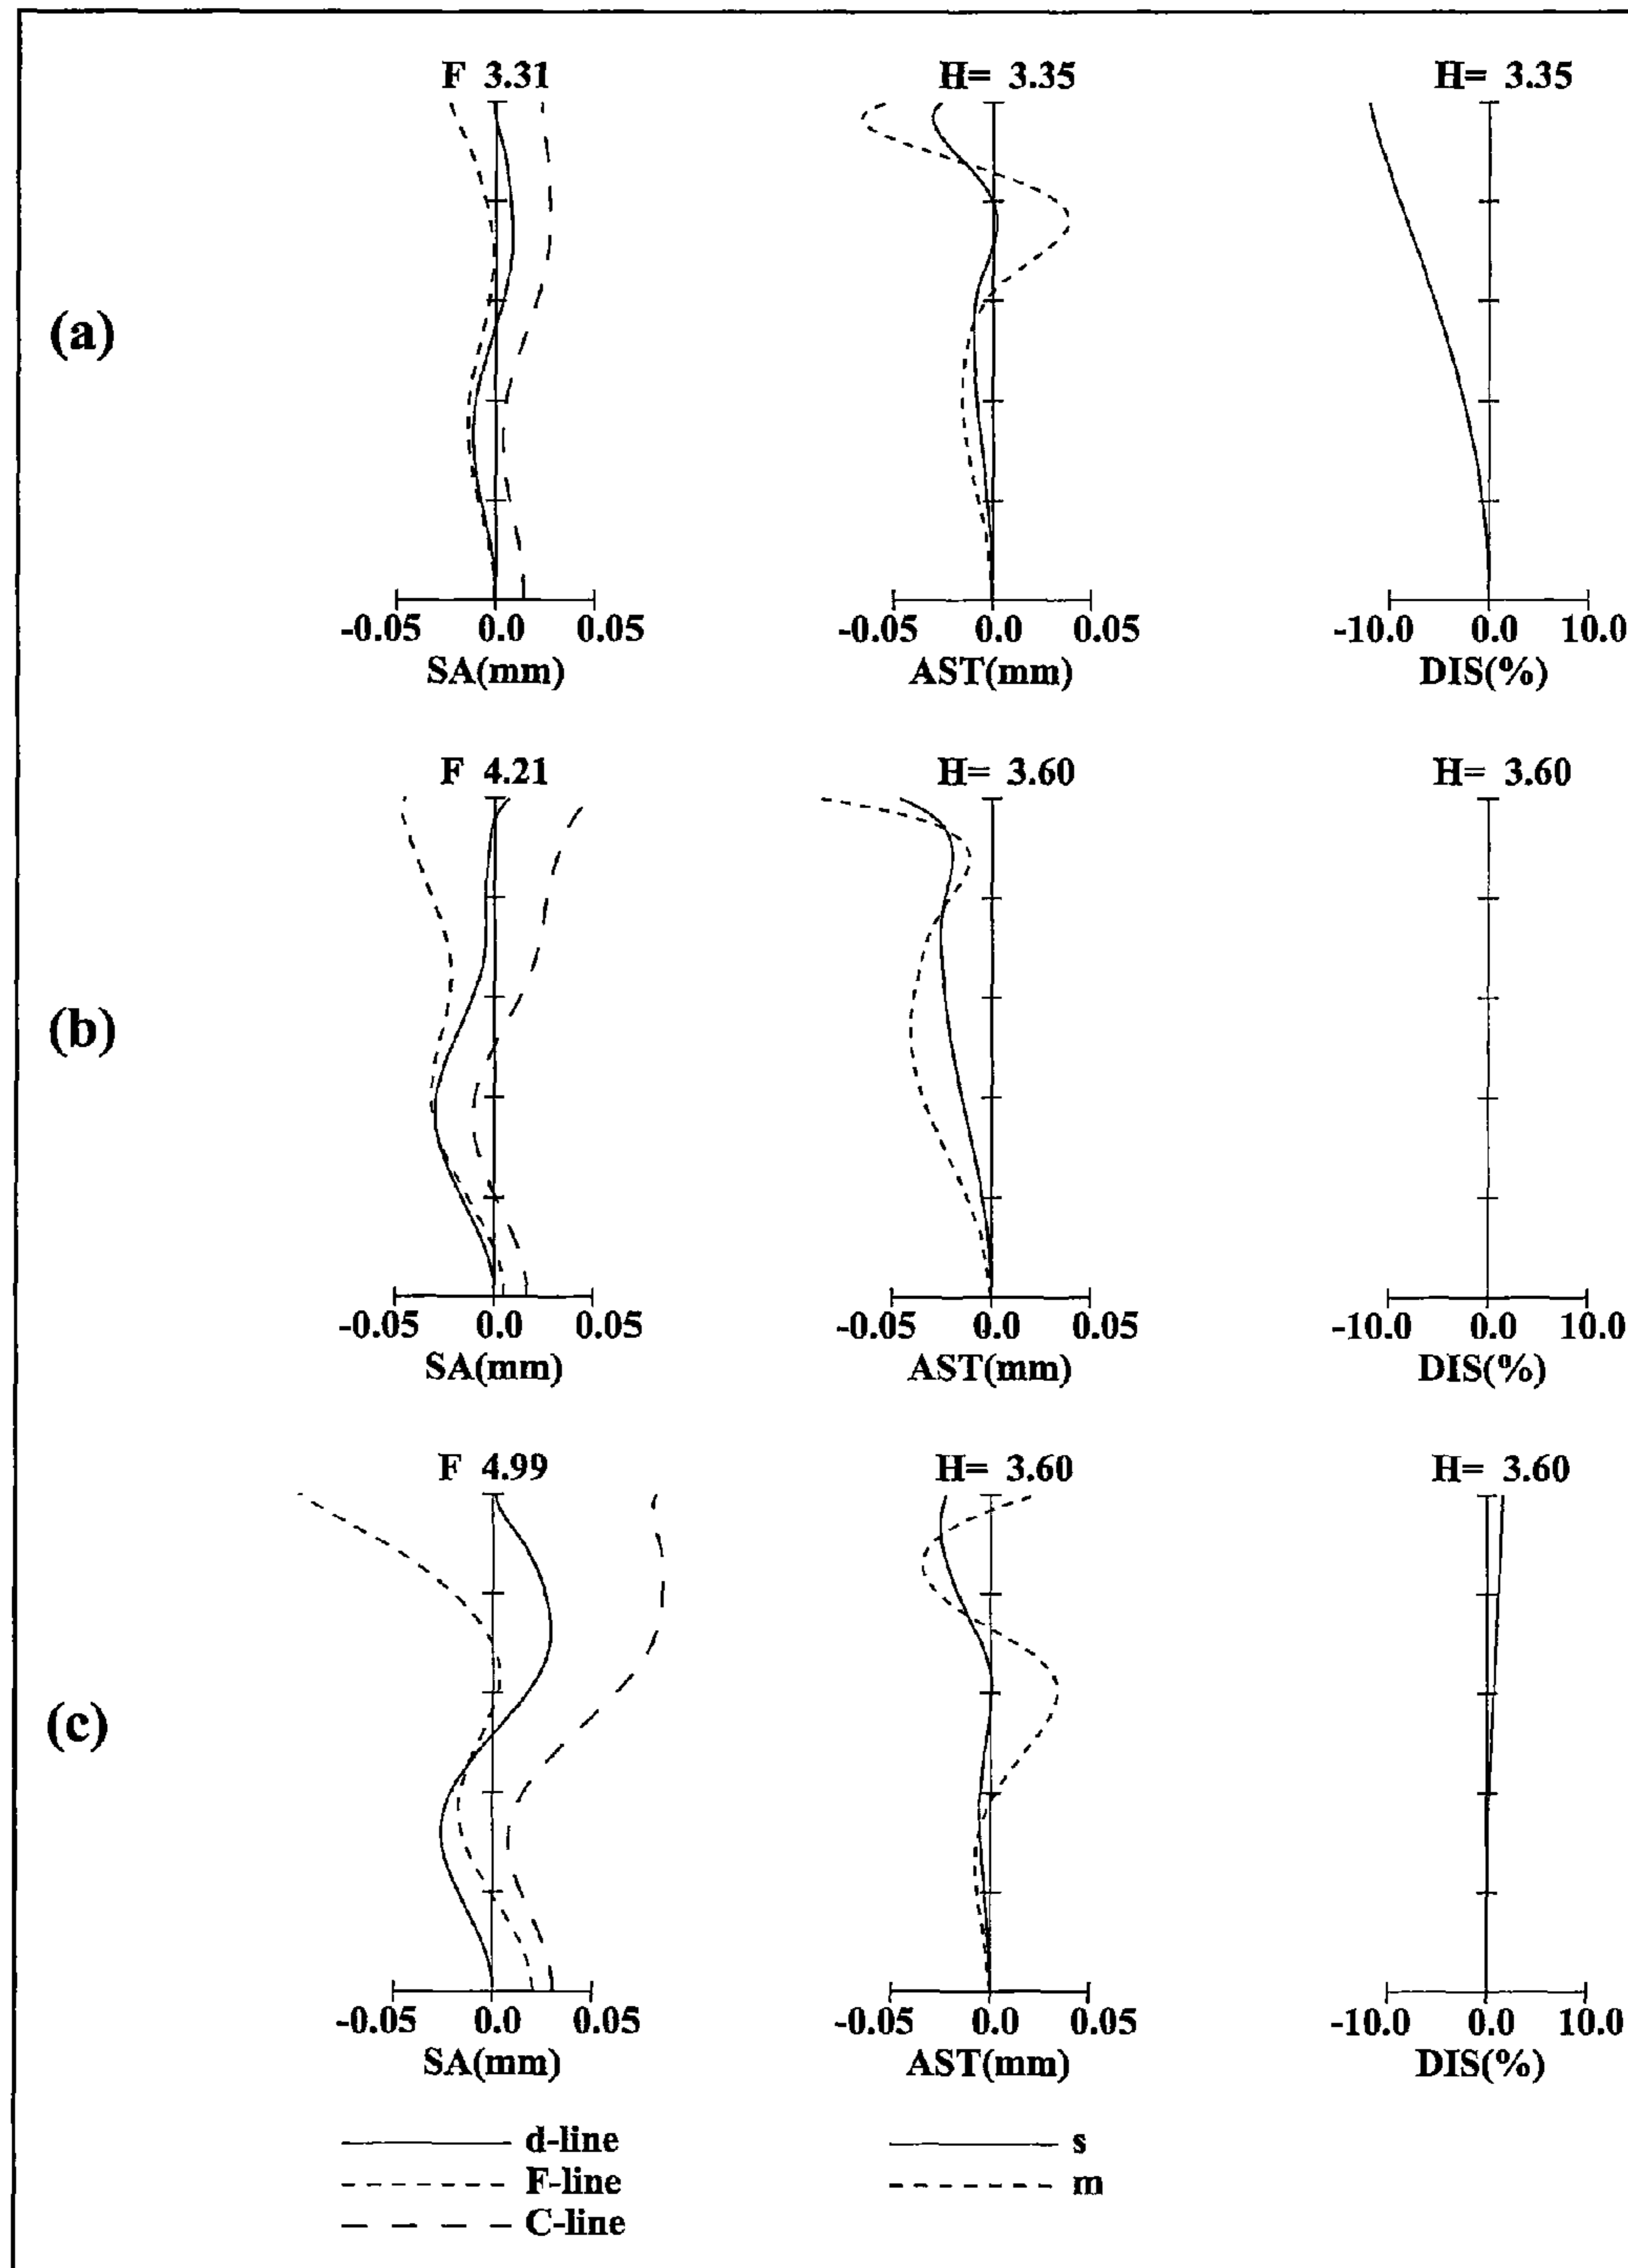 (a)
F 3.31
H= 3.35
H= 3.35
-0.05 0.0 0.05
SA(mm)
-0.05 0.0 0.05
AST(mm)
-10.0 0.0 10.0
DIS(%)
(b)
F 4.21
H= 3.60
H= 3.60
-0.05 0.0 0.05
SA(mm)
-0.05 0.0 0.05
AST(mm)
-10.0 0.0 10.0
DIS(%)
(c)
F 4.99
H= 3.60
H= 3.60
-0.05 0.0 0.05
SA(mm)
-0.05 0.0 0.05
AST(mm)
-10.0 0.0 10.0
DIS(%)
d-line
F-line
C-line
s
m